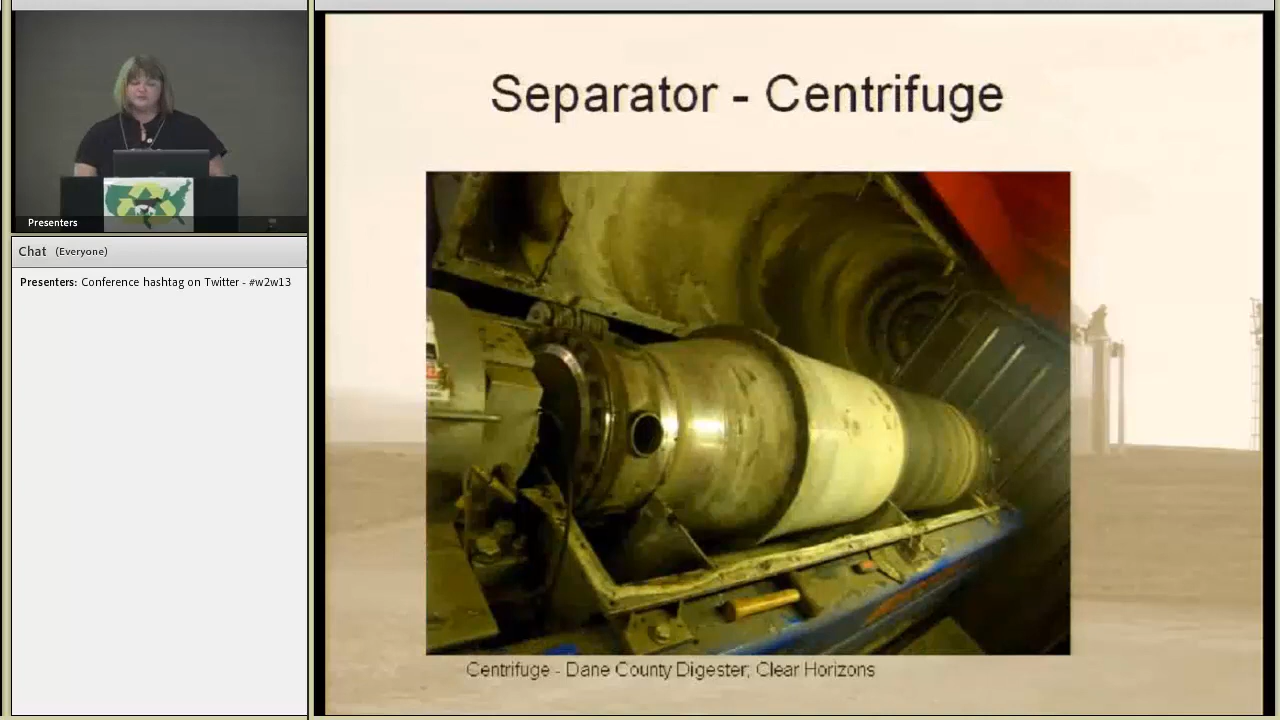 Separator - Centrifuge
Presenters
Chat (Everyone)
Presenters: Conference hashtag on Twitter - #w2w13
Centrifuge - Dane County Digester; Clear Horizons